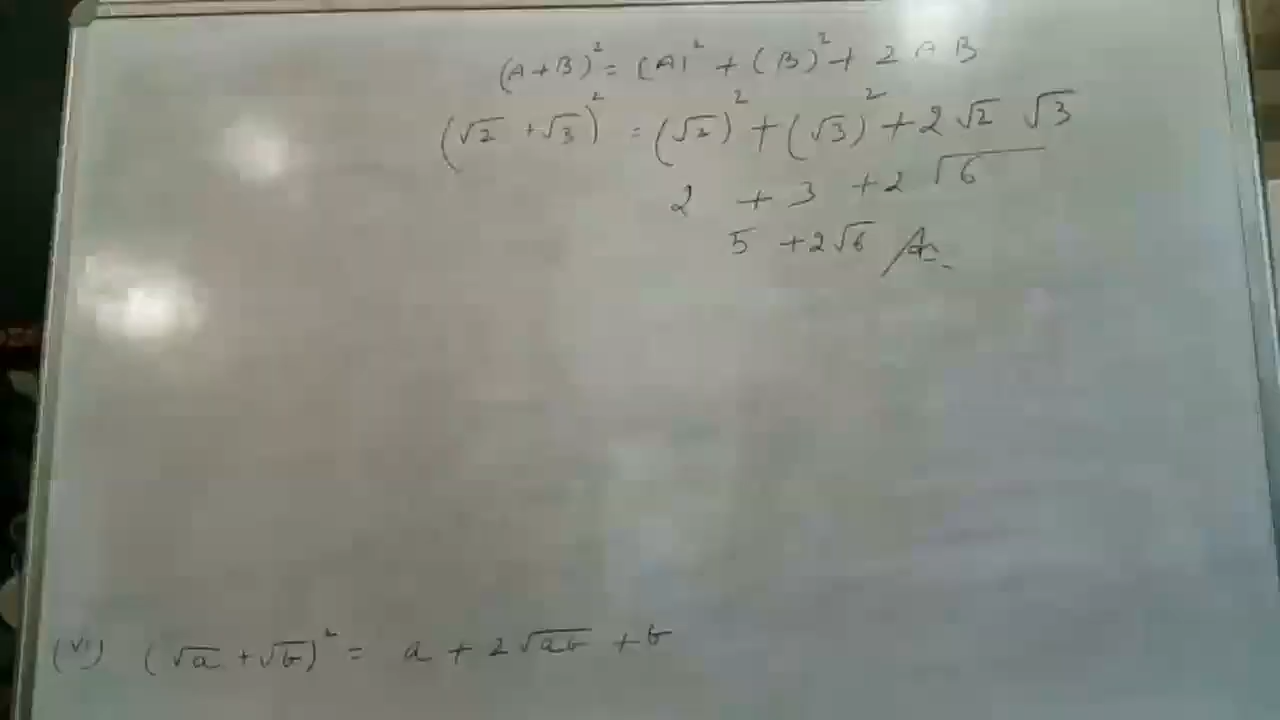 (A+B)² = (A)² + (B)² + 2AB
(√2 + √3)² = (√2)² + (√3)² + 2√2 √3
2 + 3 + 2√6
5 + 2√6
(vi) (√a + √b)² = a + 2√ab + b